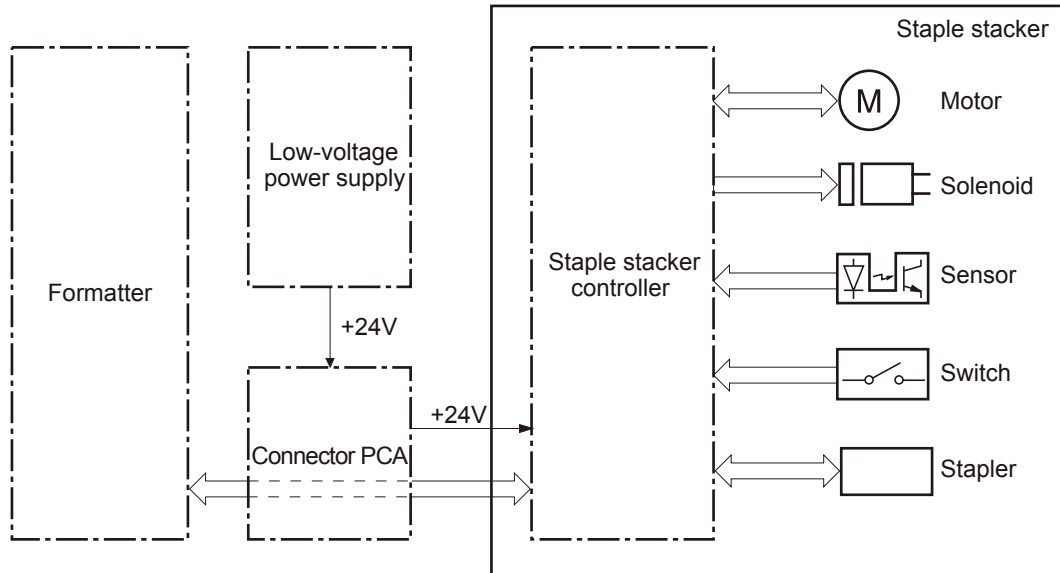 Staple stacker
Formatter
Low-voltage
power supply
+24V
Connector PCA
+24V
Staple stacker
controller
M
Motor
Solenoid
Sensor
Switch
Stapler